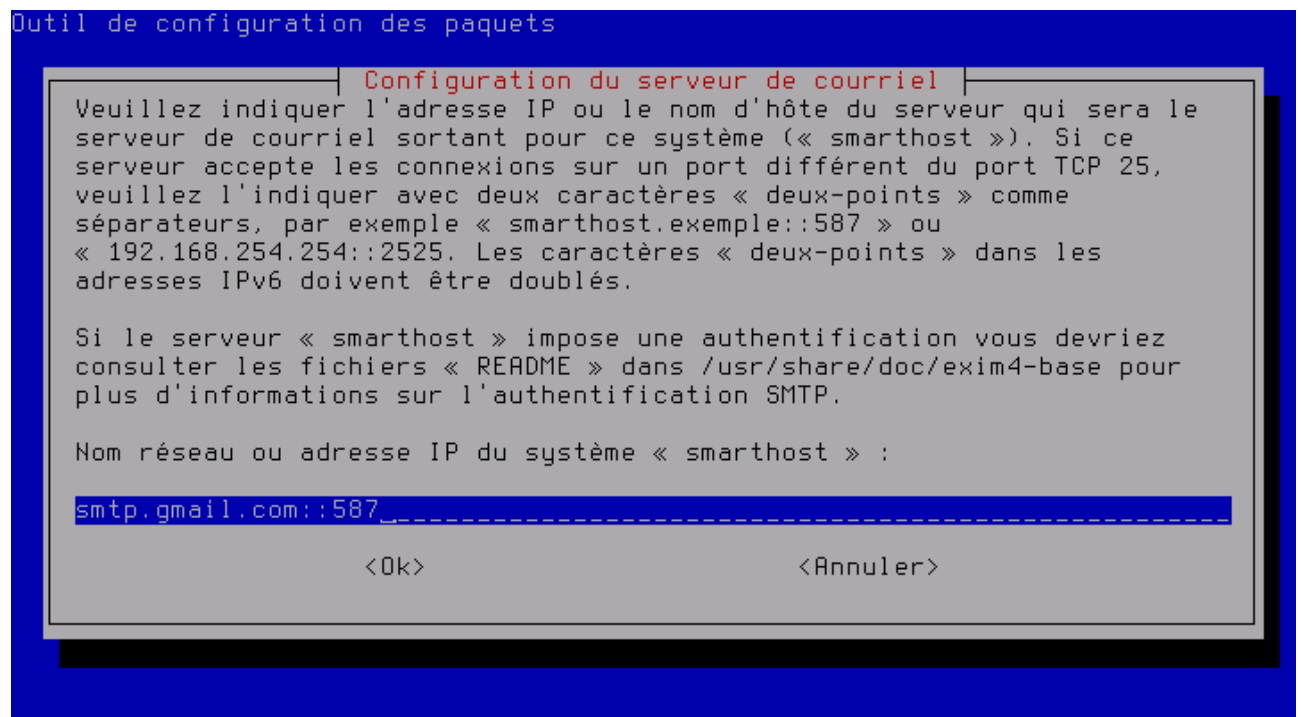 Outil de configuration des paquets
Configuration du serveur de courriel
Veuillez indiquer l'adresse IP ou le nom d'hôte du serveur qui sera le
serveur de courriel sortant pour ce système (« smarthost »). Si ce
serveur accepte les connexions sur un port différent du port TCP 25,
veuillez l'indiquer avec deux caractères « deux-points » comme
séparateurs, par exemple « smarthost.exemple::587 » ou
« 192.168.254.254::2525. Les caractères « deux-points » dans les
adresses IPv6 doivent être doublés.
Si le serveur « smarthost » impose une authentification vous devriez
consulter les fichiers « README » dans /usr/share/doc/exim4-base pour
plus d'informations sur l'authentification SMTP.
Nom réseau ou adresse IP du système « smarthost » :
smtp.gmail.com::587
<Ok> <Annuler>